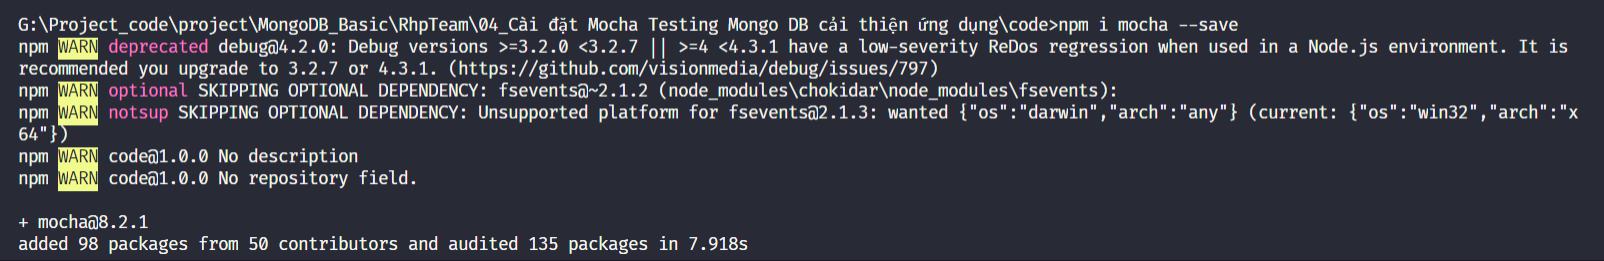 G:\Project_code\project\MongoDB_Basic\RhpTeam\04_Cài đặt Mocha Testing Mongo DB cải thiện ứng dụng\code>npm i mocha --save
npm WARN deprecated debug@4.2.0: Debug versions >=3.2.0 <3.2.7 || >=4 <4.3.1 have a low-severity ReDos regression when used in a Node.js environment. It is
recommended you upgrade to 3.2.7 or 4.3.1. (https://github.com/visionmedia/debug/issues/797)
npm WARN optional SKIPPING OPTIONAL DEPENDENCY: fsevents@~2.1.2 (node_modules\chokidar\node_modules\fsevents):
npm WARN notsup SKIPPING OPTIONAL DEPENDENCY: Unsupported platform for fsevents@2.1.3: wanted {"os":"darwin","arch":"any"} (current: {"os":"win32","arch":"x
64"})
npm WARN code@1.0.0 No description
npm WARN code@1.0.0 No repository field.
+ mocha@8.2.1
added 98 packages from 50 contributors and audited 135 packages in 7.918s